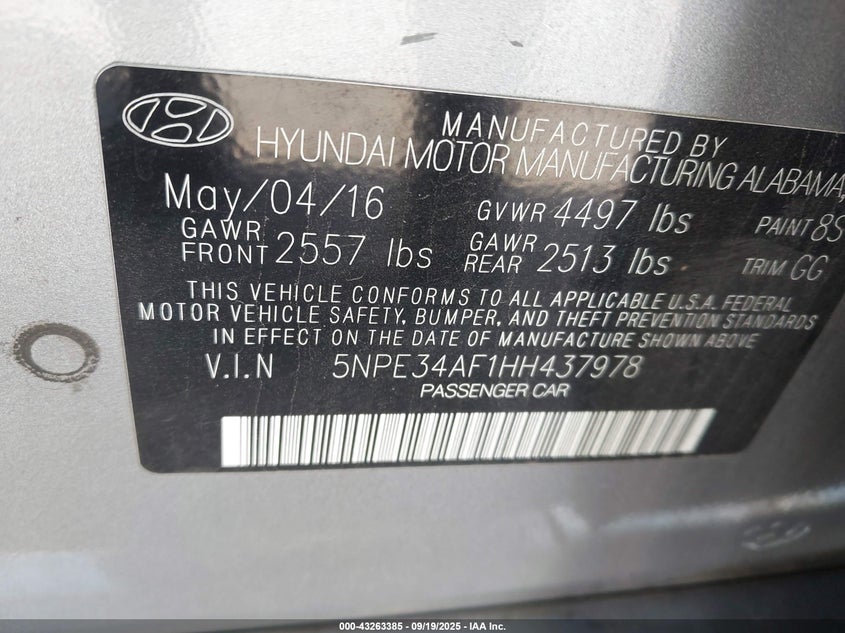 MANUFACTURED BY
HYUNDAI MOTOR MANUFACTURING ALABAMA,
May/04/16 GVWR 4497 lbs PAINT 8S
GAWR FRONT 2557 lbs GAWR REAR 2513 lbs TRIM GG
THIS VEHICLE CONFORMS TO ALL APPLICABLE U.S.A. FEDERAL
MOTOR VEHICLE SAFETY, BUMPER, AND THEFT PREVENTION STANDARDS
IN EFFECT ON THE DATE OF MANUFACTURE SHOWN ABOVE.
V.I.N 5NPE34AF1HH437978
PASSENGER CAR
000-43263385 - 09/19/2025 - IAA Inc.